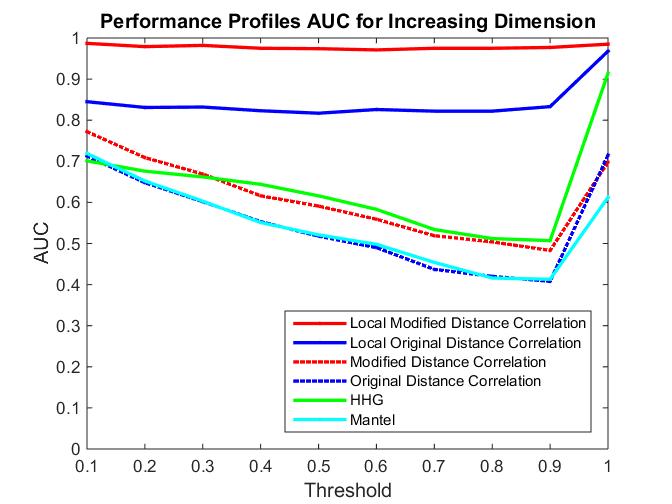 Performance Profiles AUC for Increasing Dimension
1
0.9
0.8
0.7
0.6
0.5
0.4
0.3
0.2
0.1
0
AUC
Local Modified Distance Correlation
Local Original Distance Correlation
Modified Distance Correlation
Original Distance Correlation
HHG
Mantel
0.1 0.2 0.3 0.4 0.5 0.6 0.7 0.8 0.9 1
Threshold